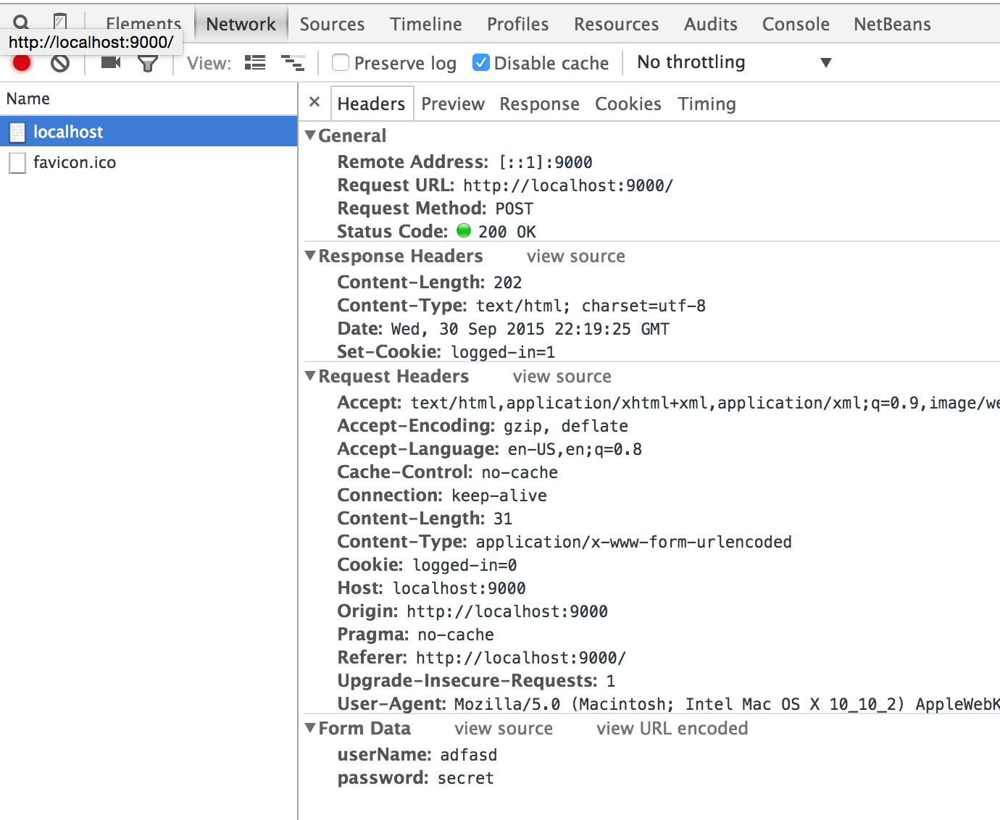 Elements Network Sources Timeline Profiles Resources Audits Console NetBeans
http://localhost:9000/
View: Preserve log Disable cache No throttling
Name
Headers Preview Response Cookies Timing
localhost
favicon.ico
General
Remote Address: [::1]:9000
Request URL: http://localhost:9000/
Request Method: POST
Status Code: 200 OK
Response Headers view source
Content-Length: 202
Content-Type: text/html; charset=utf-8
Date: Wed, 30 Sep 2015 22:19:25 GMT
Set-Cookie: logged-in=1
Request Headers view source
Accept: text/html,application/xhtml+xml,application/xml;q=0.9,image/we
Accept-Encoding: gzip, deflate
Accept-Language: en-US,en;q=0.8
Cache-Control: no-cache
Connection: keep-alive
Content-Length: 31
Content-Type: application/x-www-form-urlencoded
Cookie: logged-in=0
Host: localhost:9000
Origin: http://localhost:9000
Pragma: no-cache
Referer: http://localhost:9000/
Upgrade-Insecure-Requests: 1
User-Agent: Mozilla/5.0 (Macintosh; Intel Mac OS X 10_10_2) AppleWebK
Form Data view source view URL encoded
userName: adfasd
password: secret